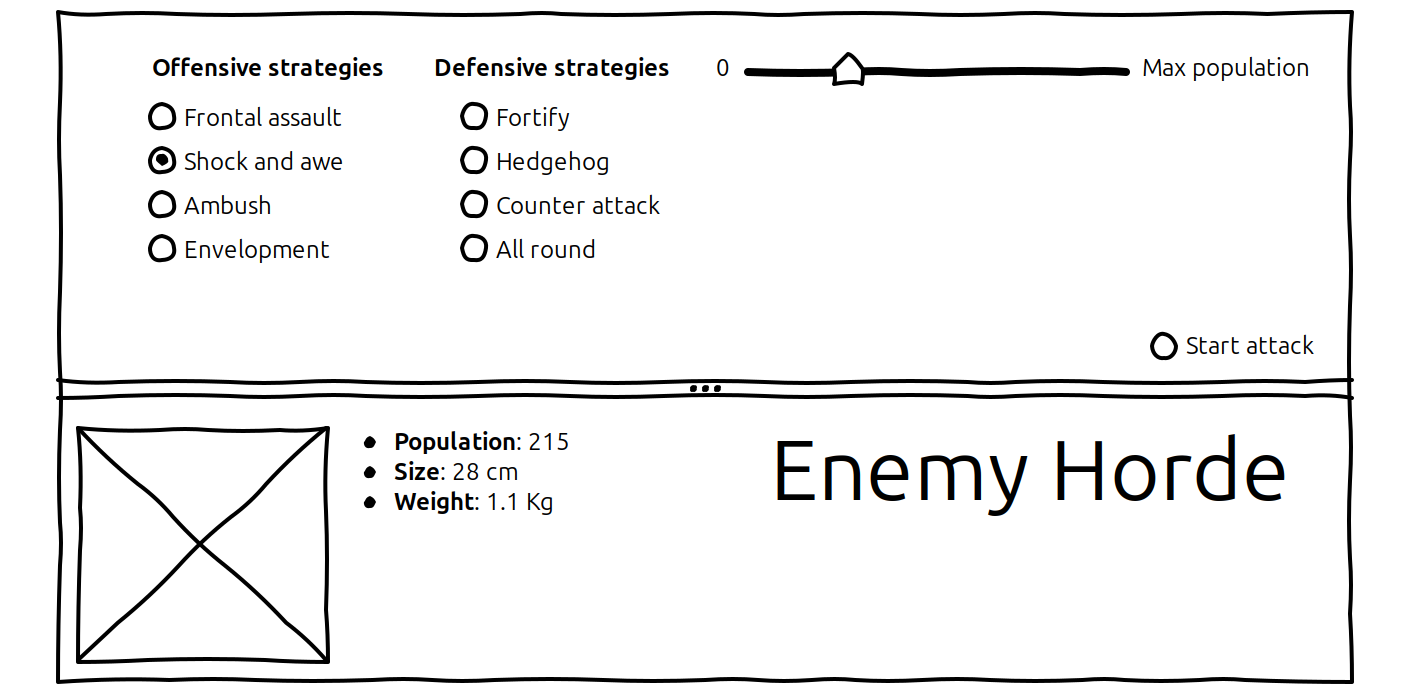 Offensive strategies
Frontal assault
Shock and awe
Ambush
Envelopment
Defensive strategies
Fortify
Hedgehog
Counter attack
All round
0 Max population
Start attack
Population: 215
Size: 28 cm
Weight: 1.1 Kg
Enemy Horde